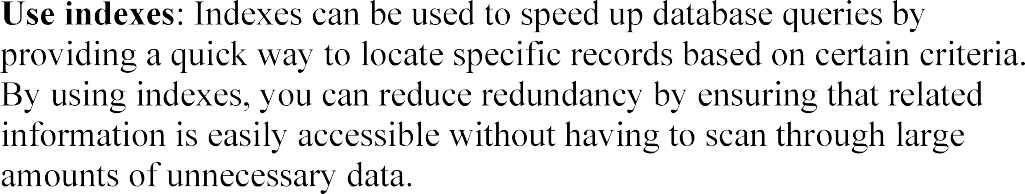 Use indexes: Indexes can be used to speed up database queries by
providing a quick way to locate specific records based on certain criteria.
By using indexes, you can reduce redundancy by ensuring that related
information is easily accessible without having to scan through large
amounts of unnecessary data.